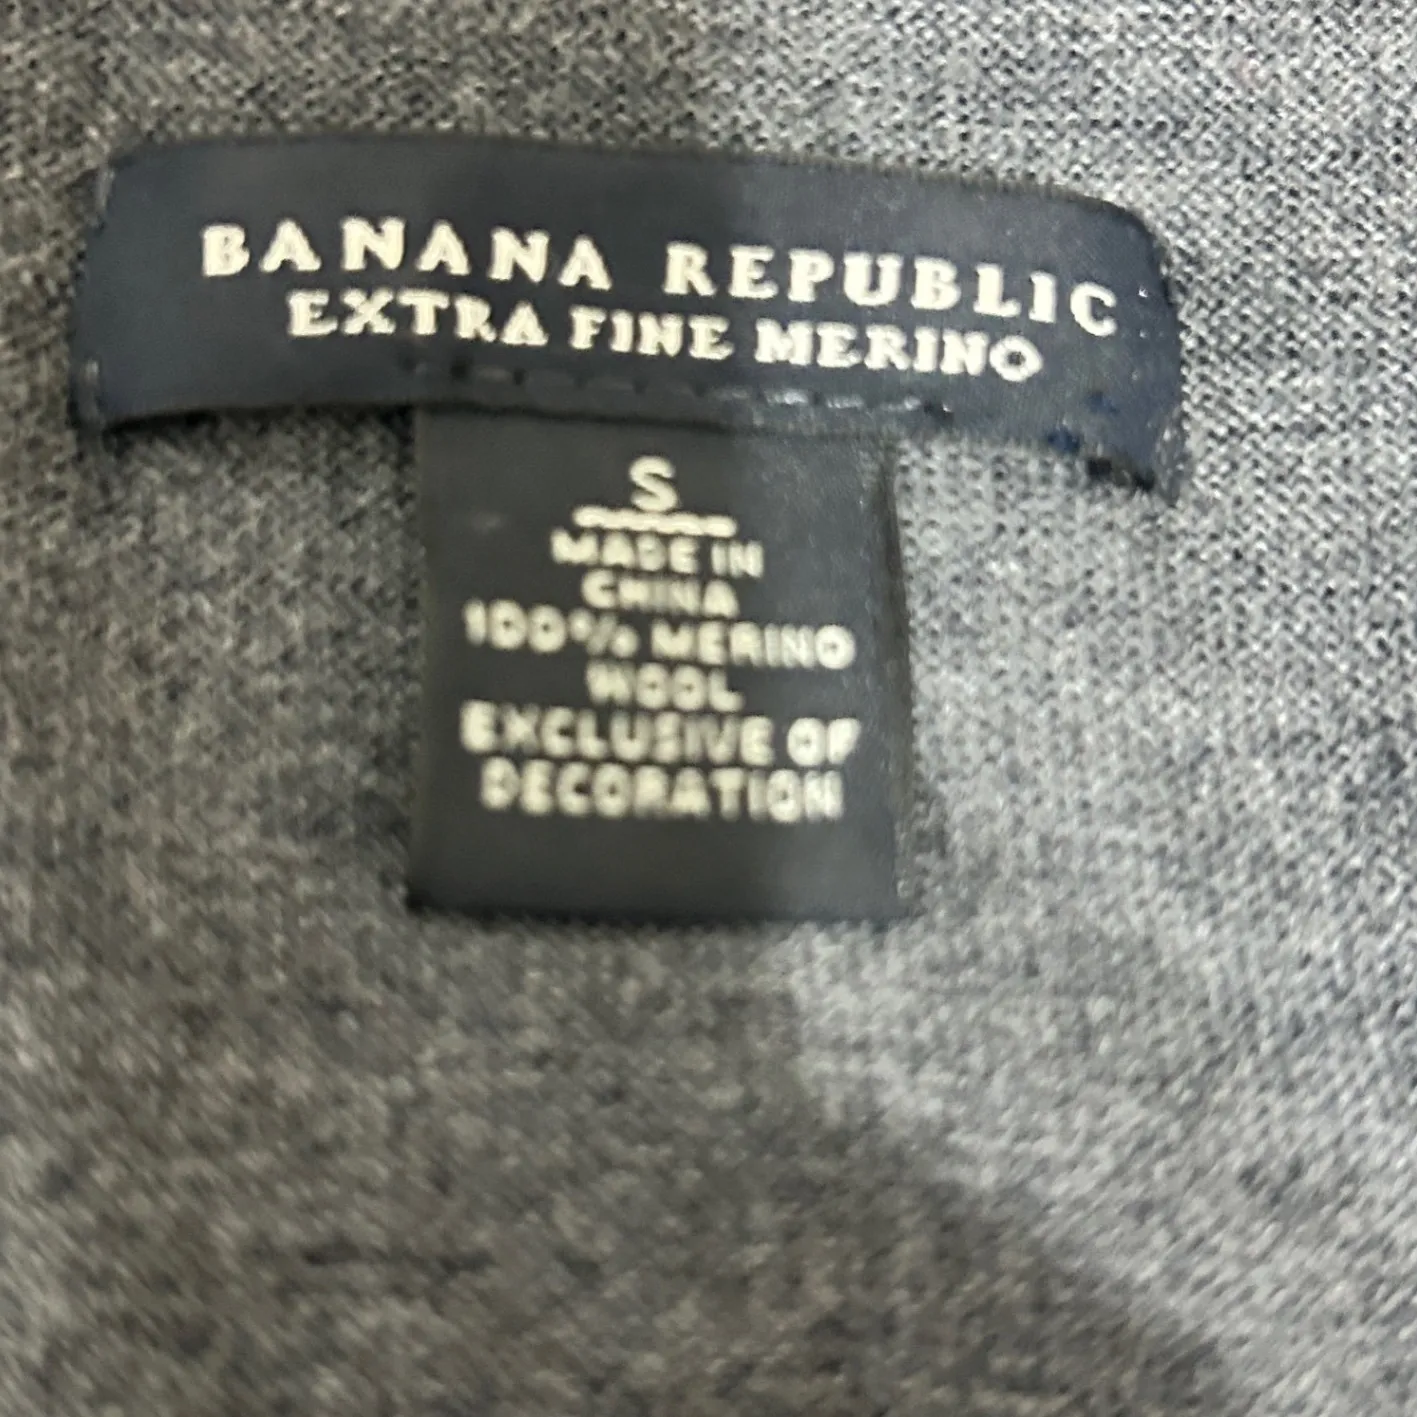 BANANA REPUBLIC
EXTRA FINE MERINO
S
MADE IN
CHINA
100% MERINO
WOOL
EXCLUSIVE OF
DECORATION